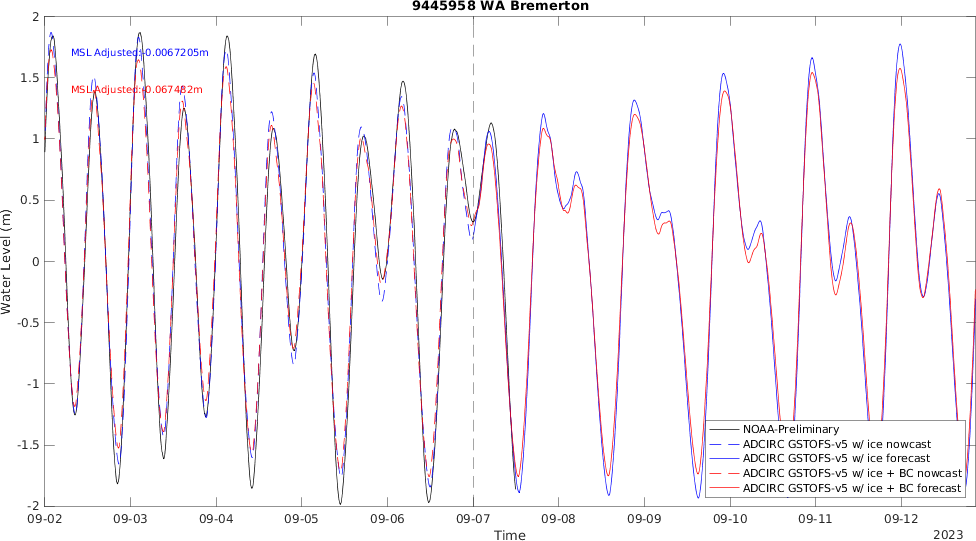 9445958 WA Bremerton
2
1.5
1
0.5
0
-0.5
-1
-1.5
-2
Water Level (m)
MSL Adjusted:-0.0067205m
MSL Adjusted:-0.067432m
NOAA-Preliminary
ADCIRC GSTOFS-v5 w/ ice nowcast
ADCIRC GSTOFS-v5 w/ ice forecast
ADCIRC GSTOFS-v5 w/ ice + BC nowcast
ADCIRC GSTOFS-v5 w/ ice + BC forecast
09-02 09-03 09-04 09-05 09-06 09-07 09-08 09-09 09-10 09-11 09-12
Time
2023